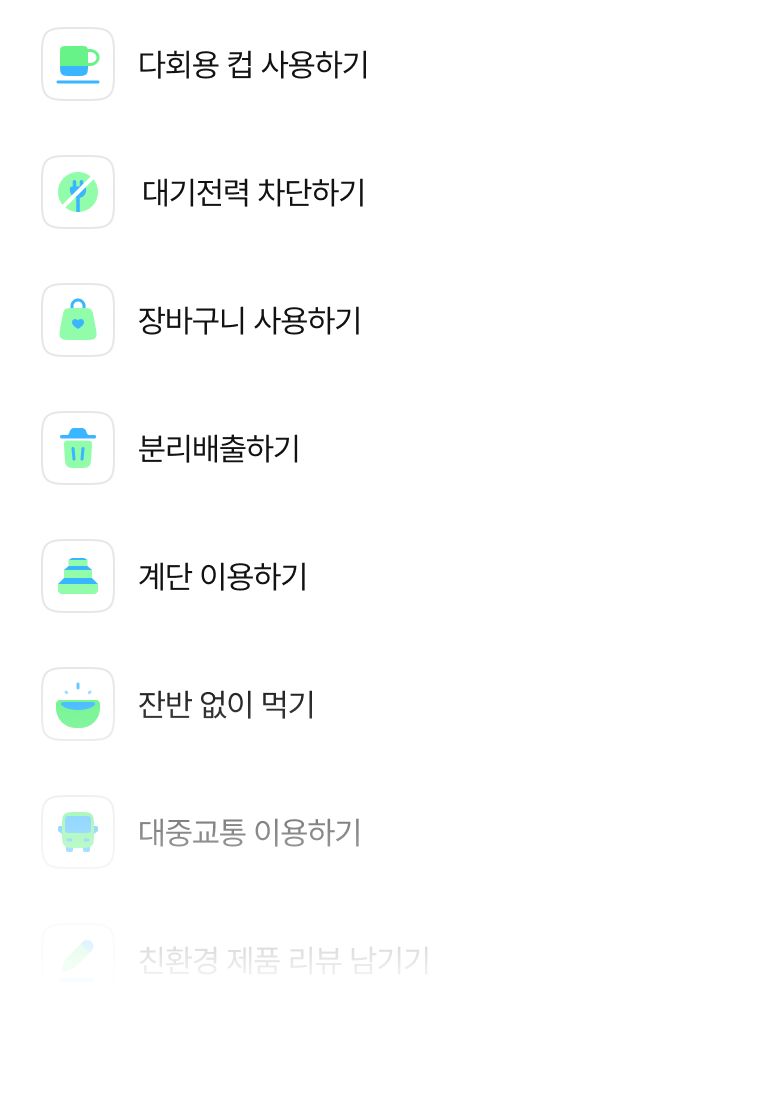 다회용 컵 사용하기
대기전력 차단하기
장바구니 사용하기
분리배출하기
계단 이용하기
잔반 없이 먹기
대중교통 이용하기
친환경 제품 리뷰 남기기